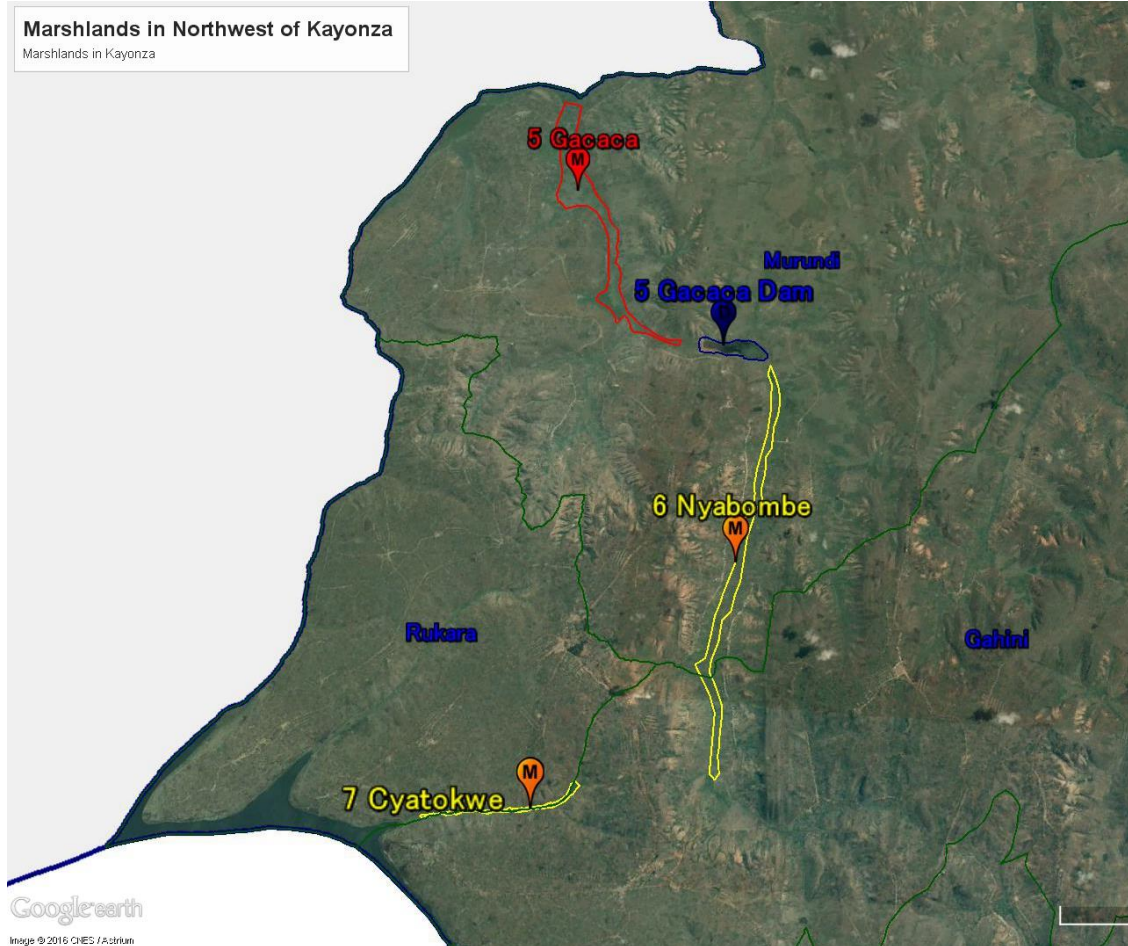 Marshlands in Northwest of Kayonza
Marshlands in Kayonza
5 Gacaca
M
Murundi
5 Gacaca Dam
D
6 Nyabombe
M
Rukara
Gahini
M
7 Cyatokwe
Google earth
Image © 2016 CNES / Astrium